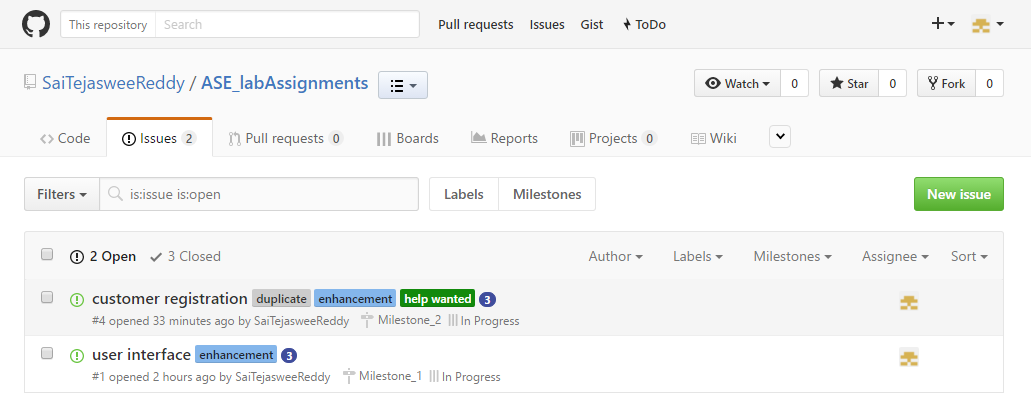 This repository Search Pull requests Issues Gist ToDo
SaiTejasweeReddy / ASE_labAssignments Watch 0 Star 0 Fork 0
Code Issues 2 Pull requests 0 Boards Reports Projects 0 Wiki
Filters is:issue is:open Labels Milestones New issue
2 Open 3 Closed Author Labels Milestones Assignee Sort
customer registration duplicate enhancement help wanted 3
#4 opened 33 minutes ago by SaiTejasweeReddy Milestone_2 In Progress
user interface enhancement 3
#1 opened 2 hours ago by SaiTejasweeReddy Milestone_1 In Progress